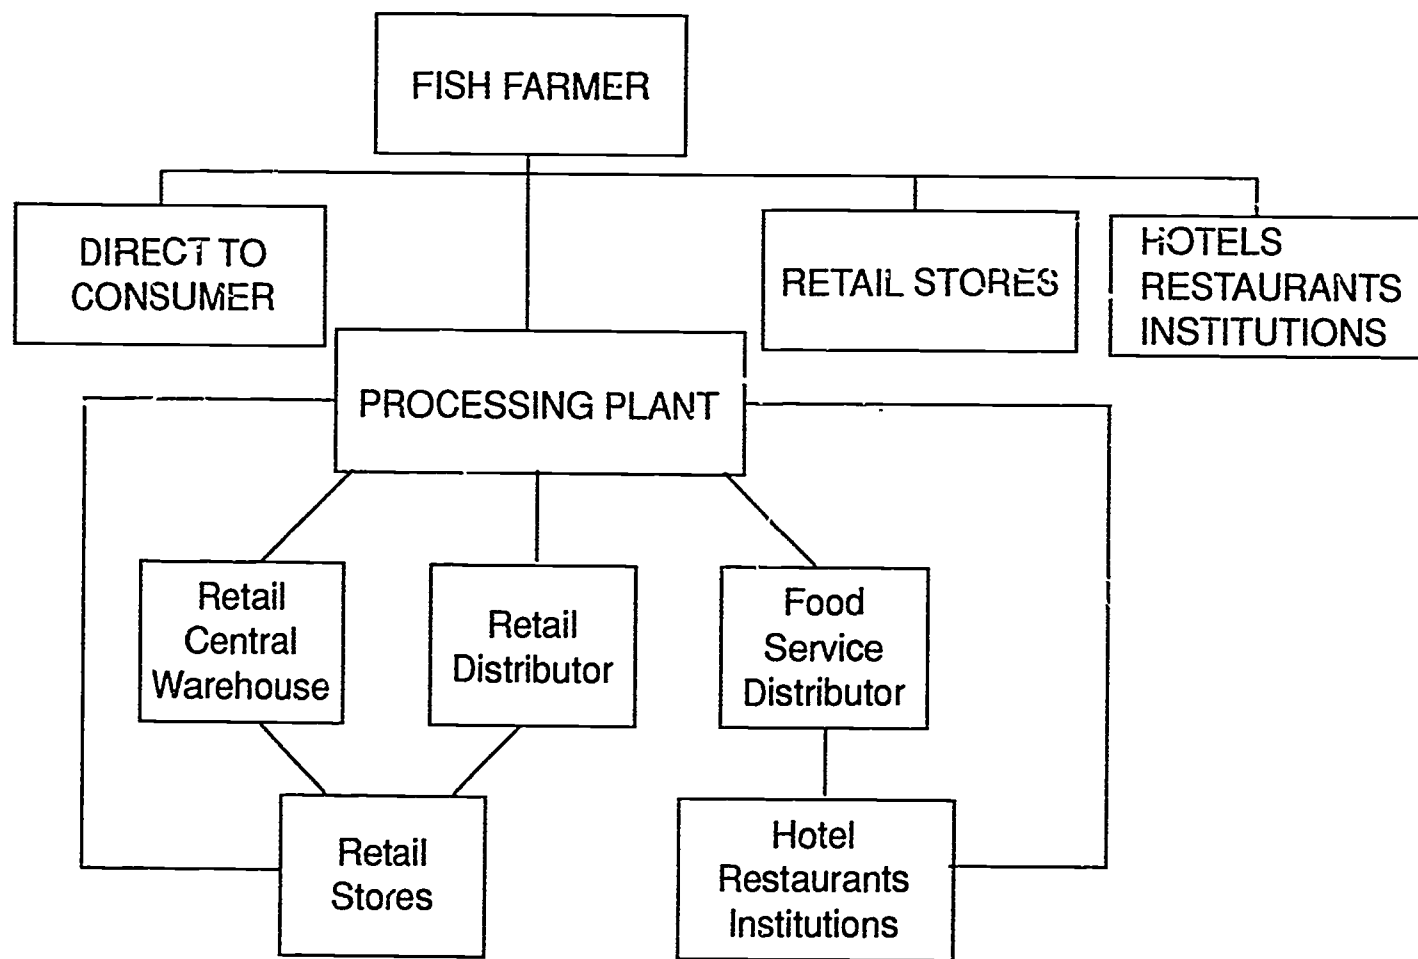 FISH FARMER
DIRECT TO
CONSUMER
RETAIL STORES
HOTELS
RESTAURANTS
INSTITUTIONS
PROCESSING PLANT
Retail
Central
Warehouse
Retail
Distributor
Food
Service
Distributor
Retail
Stores
Hotel
Restaurants
Institutions